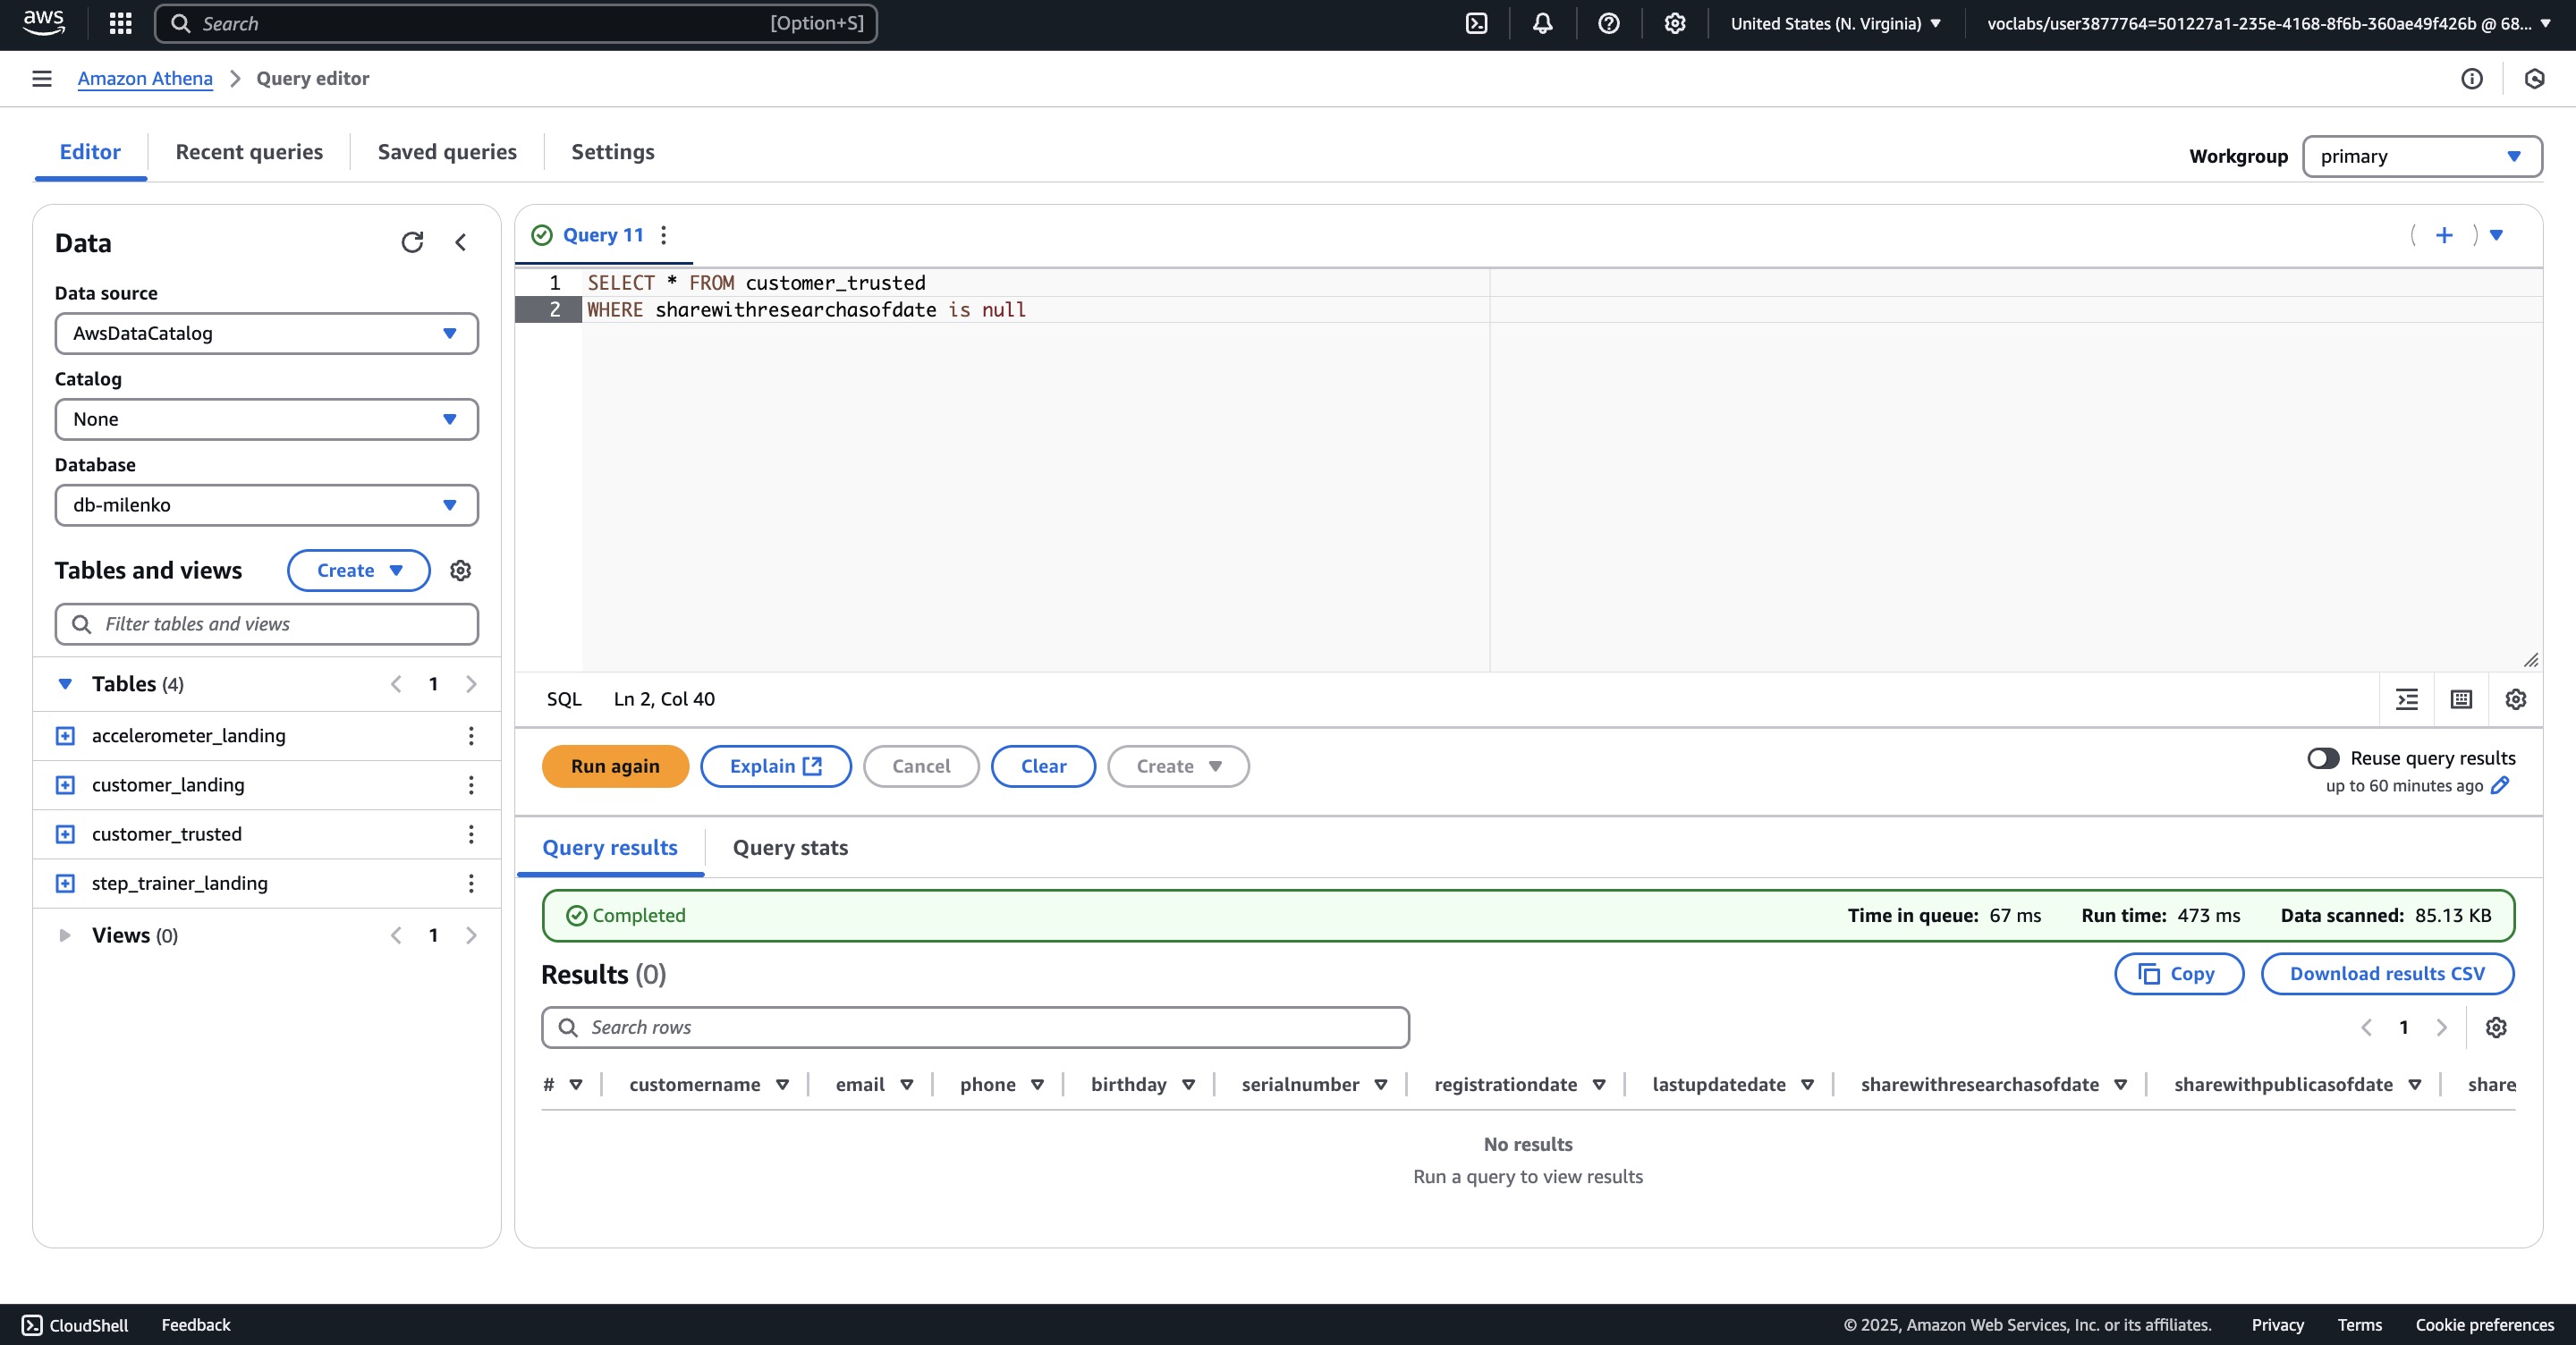 aws
Search [Option+S]
United States (N. Virginia)
voclabs/user3877764=501227a1-235e-4168-8f6b-360ae49f426b @ 68...
Amazon Athena
Query editor
Editor
Recent queries
Saved queries
Settings
Workgroup
primary
Data
Data source
AwsDataCatalog
Catalog
None
Database
db-milenko
Tables and views
Create
Filter tables and views
Tables (4)
1
accelerometer_landing
customer_landing
customer_trusted
step_trainer_landing
Views (0)
1
Query 11
1 SELECT * FROM customer_trusted
2 WHERE sharewithresearchasofdate is null
SQL Ln 2, Col 40
Run again
Explain
Cancel
Clear
Create
Reuse query results
up to 60 minutes ago
Query results
Query stats
Completed
Time in queue: 67 ms
Run time: 473 ms
Data scanned: 85.13 KB
Results (0)
Copy
Download results CSV
Search rows
1
# customername email phone birthday serialnumber registrationdate lastupdatedate sharewithresearchasofdate sharewithpublicasofdate share
No results
Run a query to view results
CloudShell
Feedback
© 2025, Amazon Web Services, Inc. or its affiliates.
Privacy
Terms
Cookie preferences